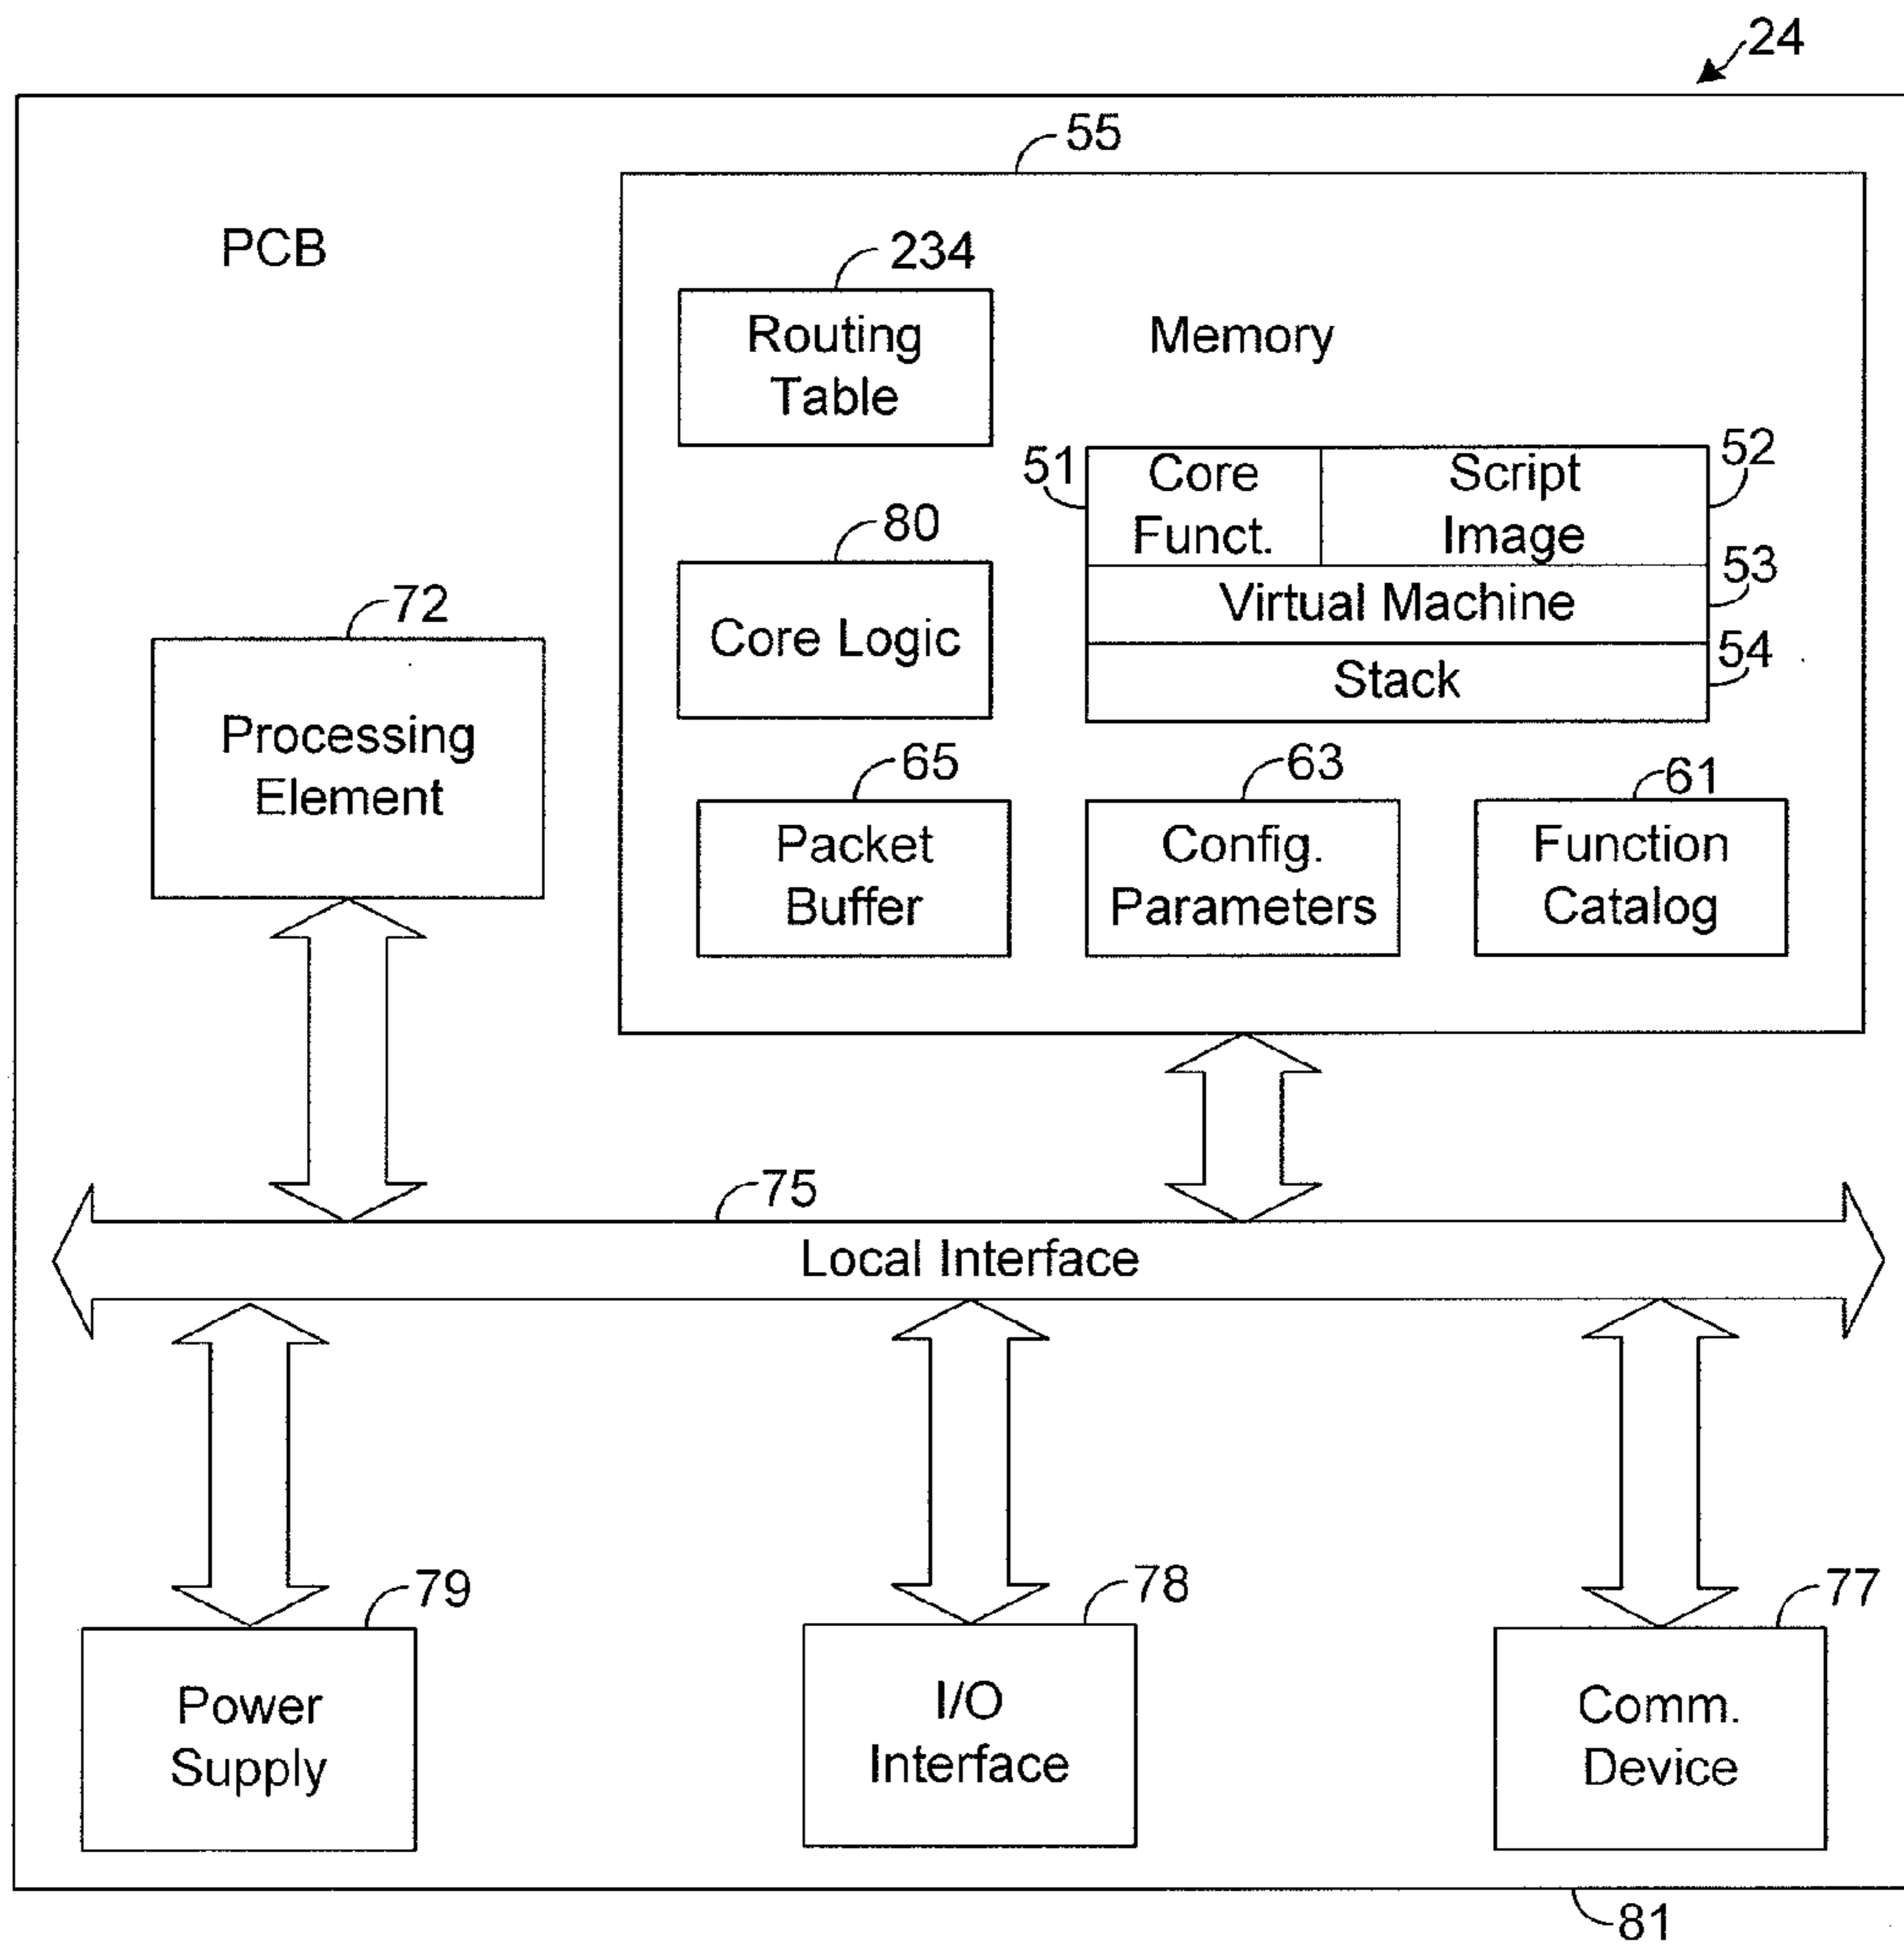 24
55
PCB
234
Routing
Table
Memory
51
Core
Funct.
Script
Image
52
80
Core Logic
Virtual Machine
53
Stack
54
72
Processing
Element
65
Packet
Buffer
63
Config.
Parameters
61
Function
Catalog
75
Local Interface
79
Power
Supply
78
I/O
Interface
77
Comm.
Device
81